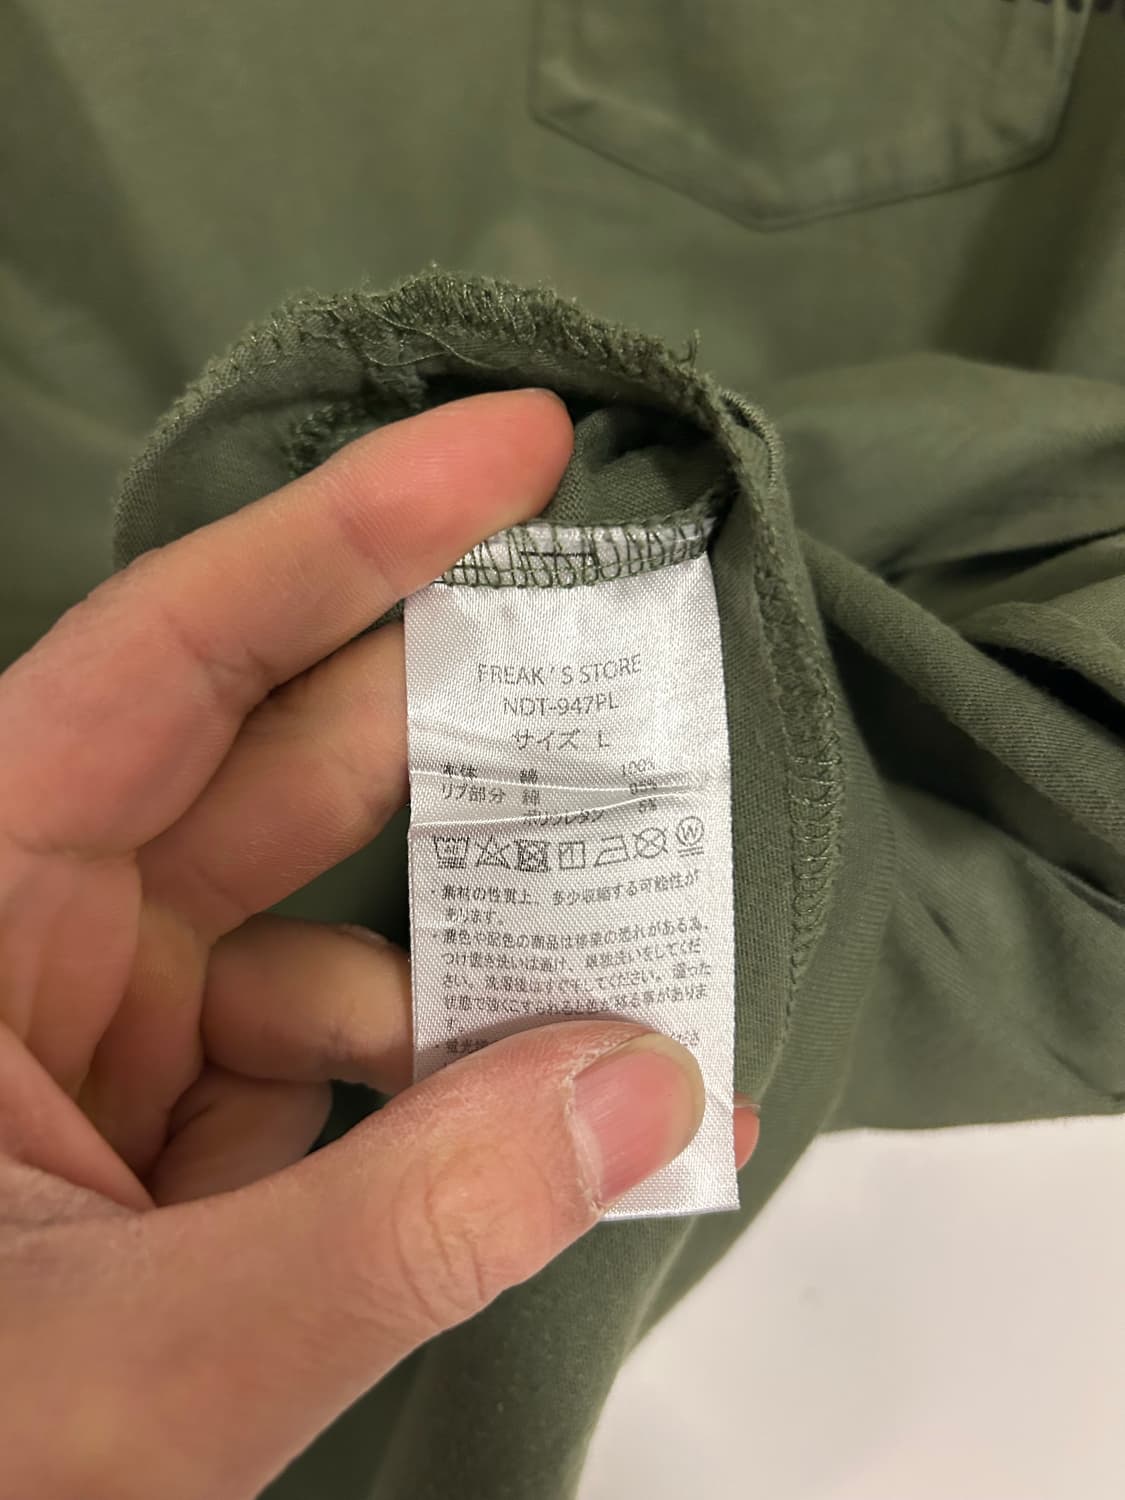 FREAK'S STORE
NDT-947PL
サイズ L
本体 綿 100%
リブ部分 綿 95%
ポリウレタン 5%
W
・素材の性質上、多少収縮する可能性が
あります。
・濃色や配色の商品は移染の恐れがある為、
つけ置き洗いは避け、単独洗いをしてくだ
さい。洗濯後はすぐ干してください。湿った
状態で強くこすられると色が移る事がありま
す。